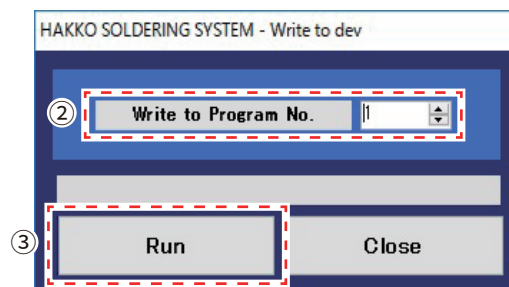 HAKKO SOLDERING SYSTEM - Write to dev
② Write to Program No. 1
③ Run Close